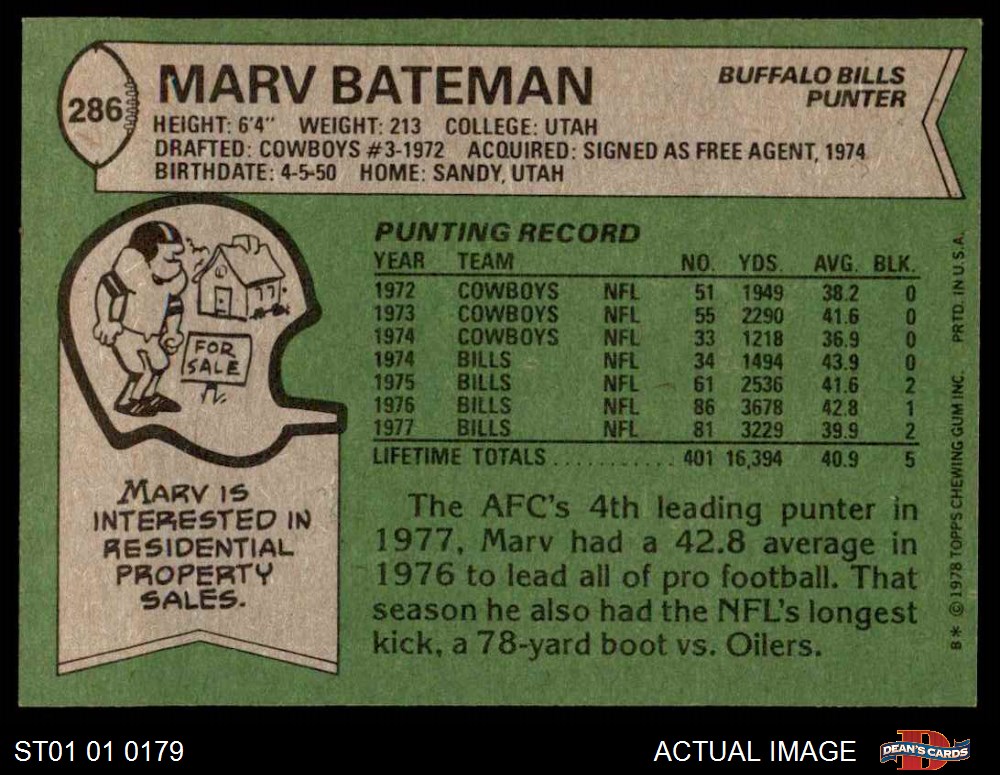 286
MARV BATEMAN
BUFFALO BILLS
PUNTER
HEIGHT: 6'4" WEIGHT: 213 COLLEGE: UTAH
DRAFTED: COWBOYS #3-1972 ACQUIRED: SIGNED AS FREE AGENT, 1974
BIRTHDATE: 4-5-50 HOME: SANDY, UTAH
FOR
SALE
MARV IS
INTERESTED IN
RESIDENTIAL
PROPERTY
SALES.
PUNTING RECORD
YEAR TEAM NO. YDS. AVG. BLK.
1972 COWBOYS NFL 51 1949 38.2 0
1973 COWBOYS NFL 55 2290 41.6 0
1974 COWBOYS NFL 33 1218 36.9 0
1974 BILLS NFL 34 1494 43.9 0
1975 BILLS NFL 61 2536 41.6 2
1976 BILLS NFL 86 3678 42.8 1
1977 BILLS NFL 81 3229 39.9 2
LIFETIME TOTALS ........... 401 16,394 40.9 5
The AFC's 4th leading punter in
1977, Marv had a 42.8 average in
1976 to lead all of pro football. That
season he also had the NFL's longest
kick, a 78-yard boot vs. Oilers.
B* © 1978 TOPPS CHEWING GUM INC. PRTD. IN U.S.A.
ST01 01 0179
ACTUAL IMAGE
D
DEAN'S CARDS